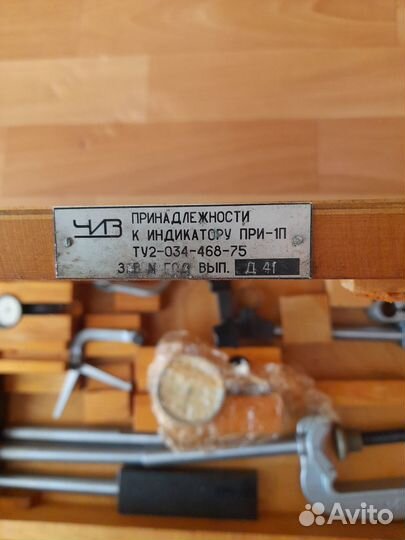 ЧИЗ
ПРИНАДЛЕЖНОСТИ
К ИНДИКАТОРУ ПРИ-1П
ТУ2-034-468-75
ЗАВ № ГОД ВЫП. Д 41
Avito